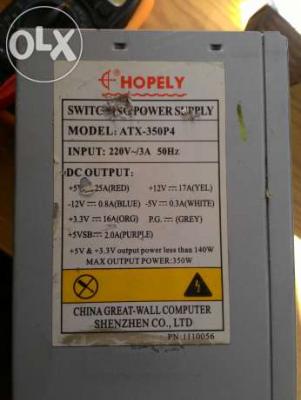 OLX
HOPELY
SWITCHING POWER SUPPLY
MODEL: ATX-350P4
INPUT: 220V~/3A 50Hz
DC OUTPUT:
+5V⎓25A(RED) +12V⎓17A(YEL)
-12V⎓0.8A(BLUE) -5V⎓0.3A(WHITE)
+3.3V⎓16A(ORG) P.G.⎓(GREY)
+5VSB⎓2.0A(PURPLE)
+5V & +3.3V output power less than 140W
MAX OUTPUT POWER:350W
CHINA GREAT-WALL COMPUTER
SHENZHEN CO., LTD
PN:1110056